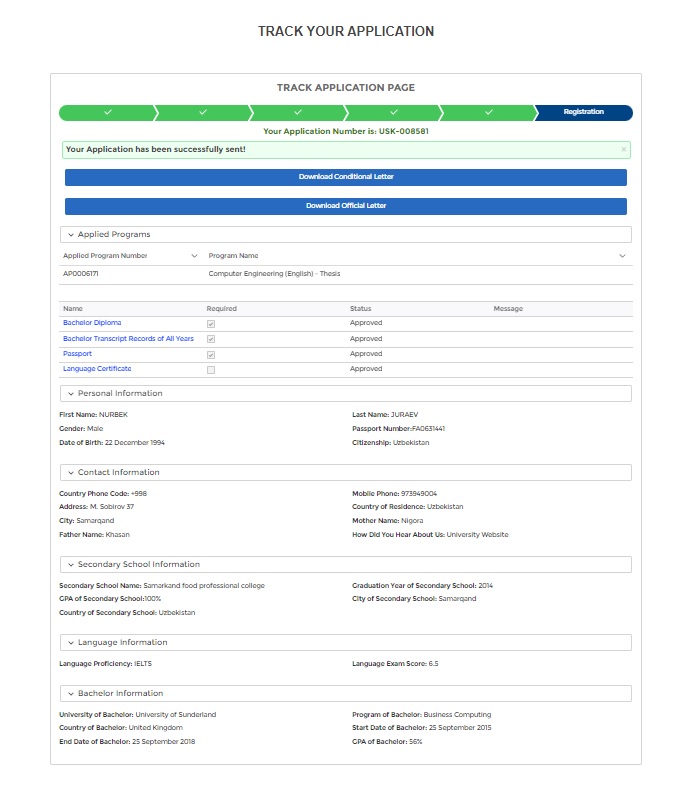 TRACK YOUR APPLICATION
TRACK APPLICATION PAGE
Registration
Your Application Number is: USK-008581
Your Application has been successfully sent! ×
Download Conditional Letter
Download Official Letter
Applied Programs
Applied Program Number Program Name
AP0006171 Computer Engineering (English) - Thesis
Name Required Status Message
Bachelor Diploma Approved
Bachelor Transcript Records of All Years Approved
Passport Approved
Language Certificate Approved
Personal Information
First Name: NURBEK Last Name: JURAEV
Gender: Male Passport Number:FA0631441
Date of Birth: 22 December 1994 Citizenship: Uzbekistan
Contact Information
Country Phone Code: +998 Mobile Phone: 973949004
Address: M. Sobirov 37 Country of Residence: Uzbekistan
City: Samarqand Mother Name: Nigora
Father Name: Khasan How Did You Hear About Us: University Website
Secondary School Information
Secondary School Name: Samarkand food professional college Graduation Year of Secondary School: 2014
GPA of Secondary School:100% City of Secondary School: Samarqand
Country of Secondary School: Uzbekistan
Language Information
Language Proficiency: IELTS Language Exam Score: 6.5
Bachelor Information
University of Bachelor: University of Sunderland Program of Bachelor: Business Computing
Country of Bachelor: United Kingdom Start Date of Bachelor: 25 September 2015
End Date of Bachelor: 25 September 2018 GPA of Bachelor: 56%